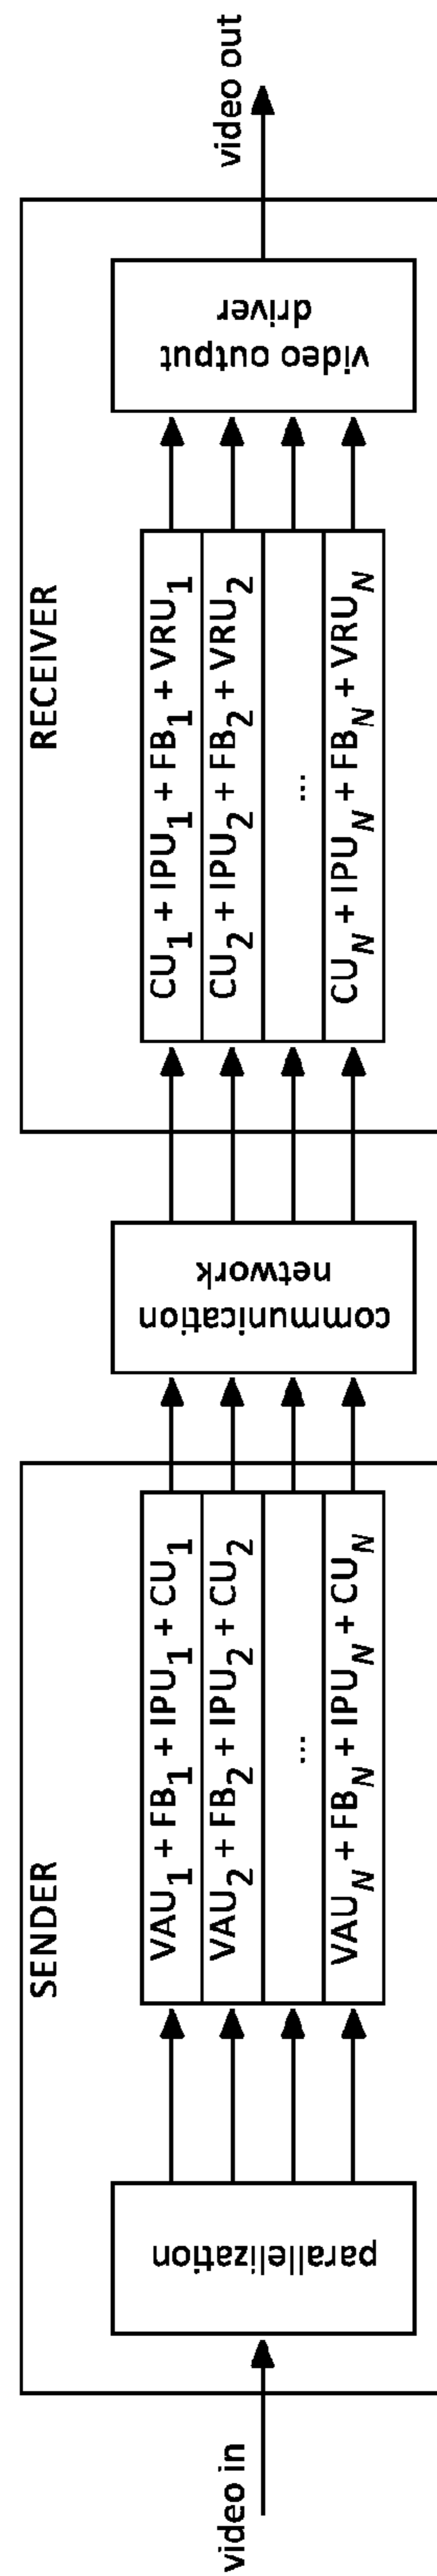 video in
SENDER
parallelization
VAU1 + FB1 + IPU1 + CU1
VAU2 + FB2 + IPU2 + CU2
...
VAUN + FBN + IPUN + CUN
communication
network
RECEIVER
CU1 + IPU1 + FB1 + VRU1
CU2 + IPU2 + FB2 + VRU2
...
CUN + IPUN + FBN + VRUN
video output
driver
video out